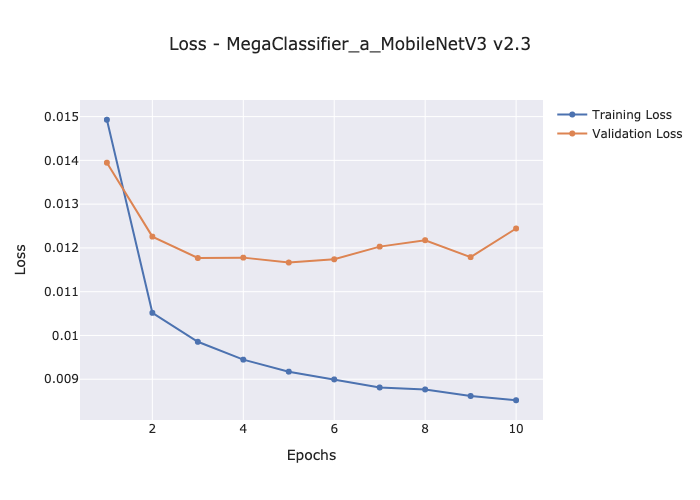 Loss - MegaClassifier_a_MobileNetV3 v2.3
Training Loss
Validation Loss
0.015
0.014
0.013
0.012
0.011
0.01
0.009
Loss
2
4
6
8
10
Epochs